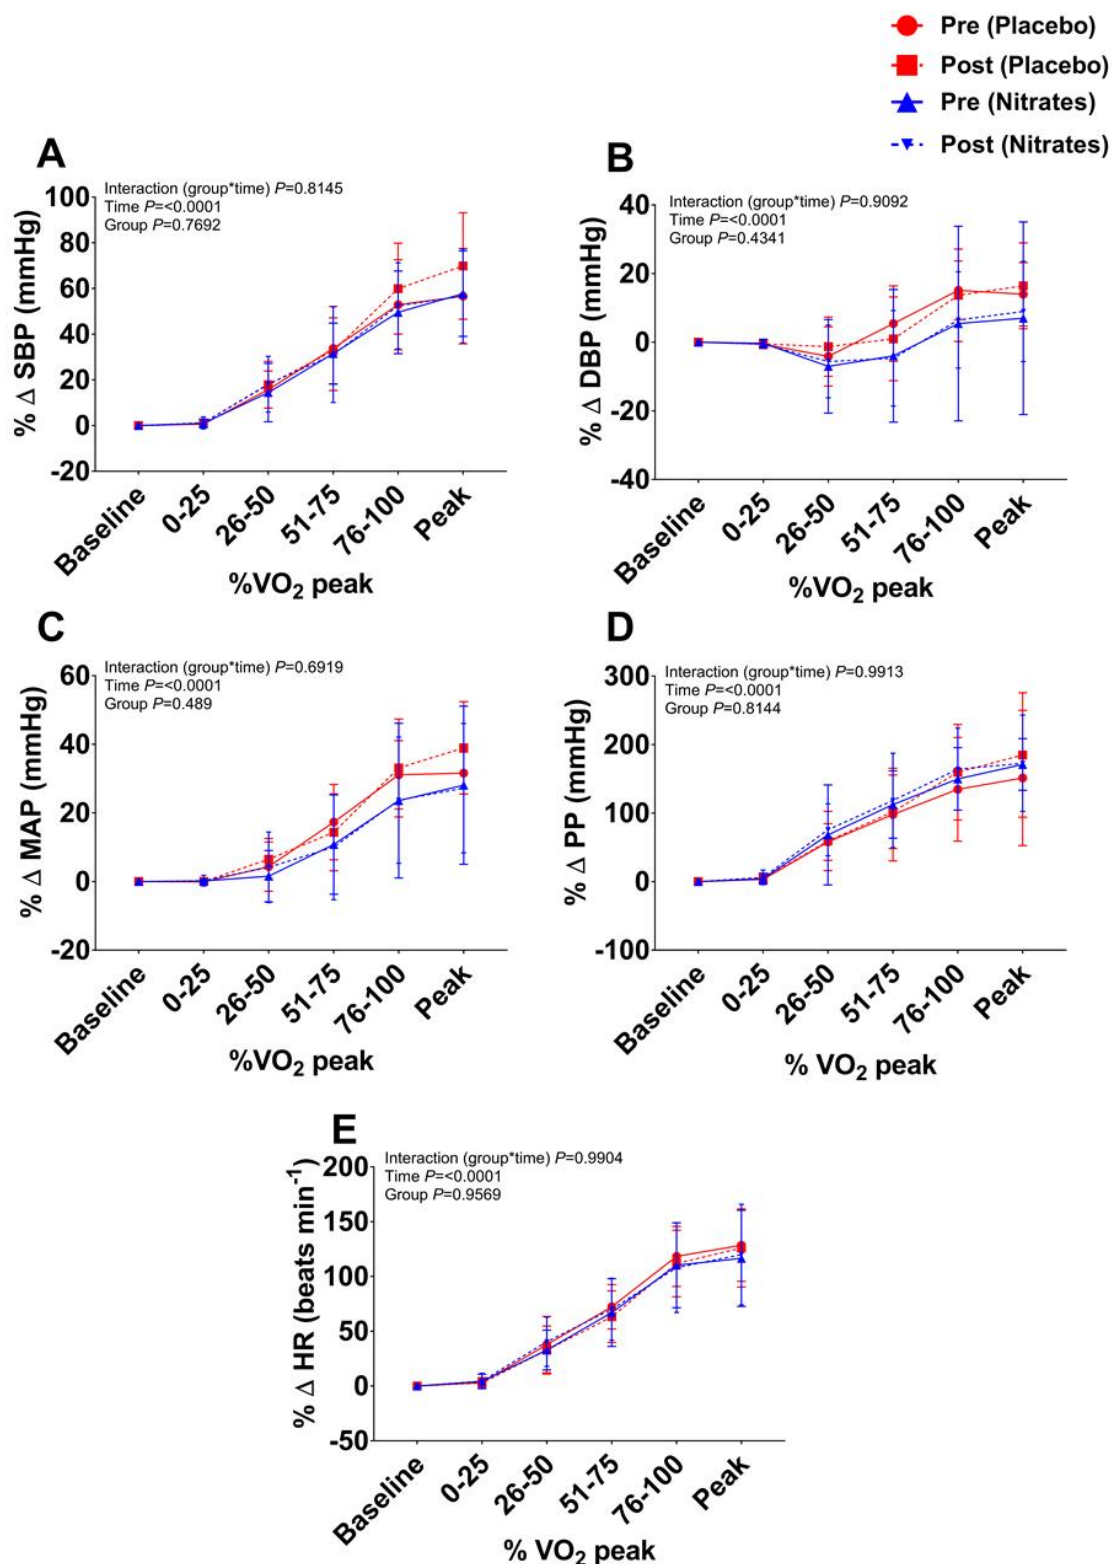 Pre (Placebo)
Post (Placebo)
Pre (Nitrates)
Post (Nitrates)
A
Interaction (group*time) P=0.8145
Time P=<0.0001
Group P=0.7692
% Δ SBP (mmHg)
100
80
60
40
20
0
-20
Baseline
0-25
26-50
51-75
76-100
Peak
%VO₂ peak
B
Interaction (group*time) P=0.9092
Time P=<0.0001
Group P=0.4341
% Δ DBP (mmHg)
40
20
0
-20
-40
Baseline
0-25
26-50
51-75
76-100
Peak
%VO₂ peak
C
Interaction (group*time) P=0.6919
Time P=<0.0001
Group P=0.489
% Δ MAP (mmHg)
60
40
20
0
-20
Baseline
0-25
26-50
51-75
76-100
Peak
%VO₂ peak
D
Interaction (group*time) P=0.9913
Time P=<0.0001
Group P=0.8144
% Δ PP (mmHg)
300
200
100
0
-100
Baseline
0-25
26-50
51-75
76-100
Peak
% VO₂ peak
E
Interaction (group*time) P=0.9904
Time P=<0.0001
Group P=0.9569
% Δ HR (beats min⁻¹)
200
150
100
50
0
-50
Baseline
0-25
26-50
51-75
76-100
Peak
% VO₂ peak